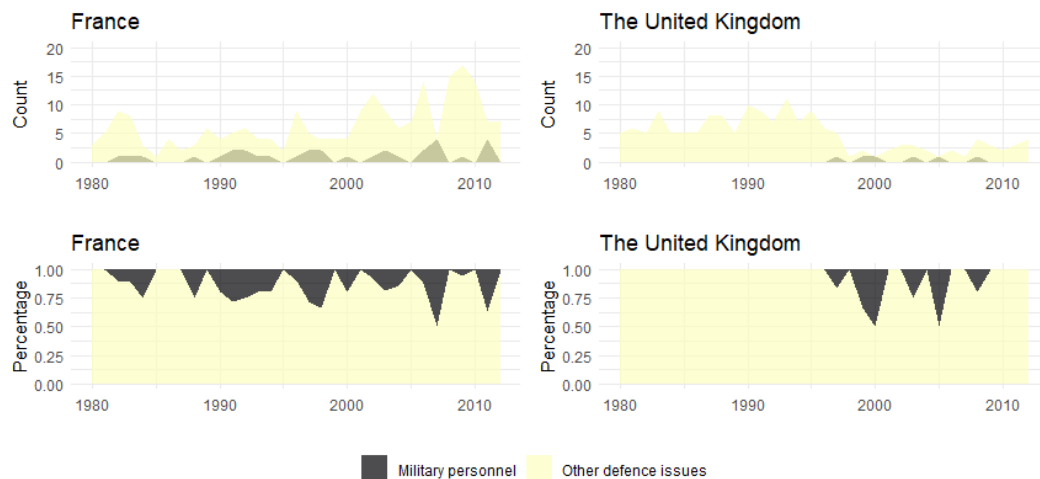 France
The United Kingdom
Count
20
15
10
5
0
1980 1990 2000 2010
Count
20
15
10
5
0
1980 1990 2000 2010
France
The United Kingdom
Percentage
1.00
0.75
0.50
0.25
0.00
1980 1990 2000 2010
Percentage
1.00
0.75
0.50
0.25
0.00
1980 1990 2000 2010
Military personnel Other defence issues